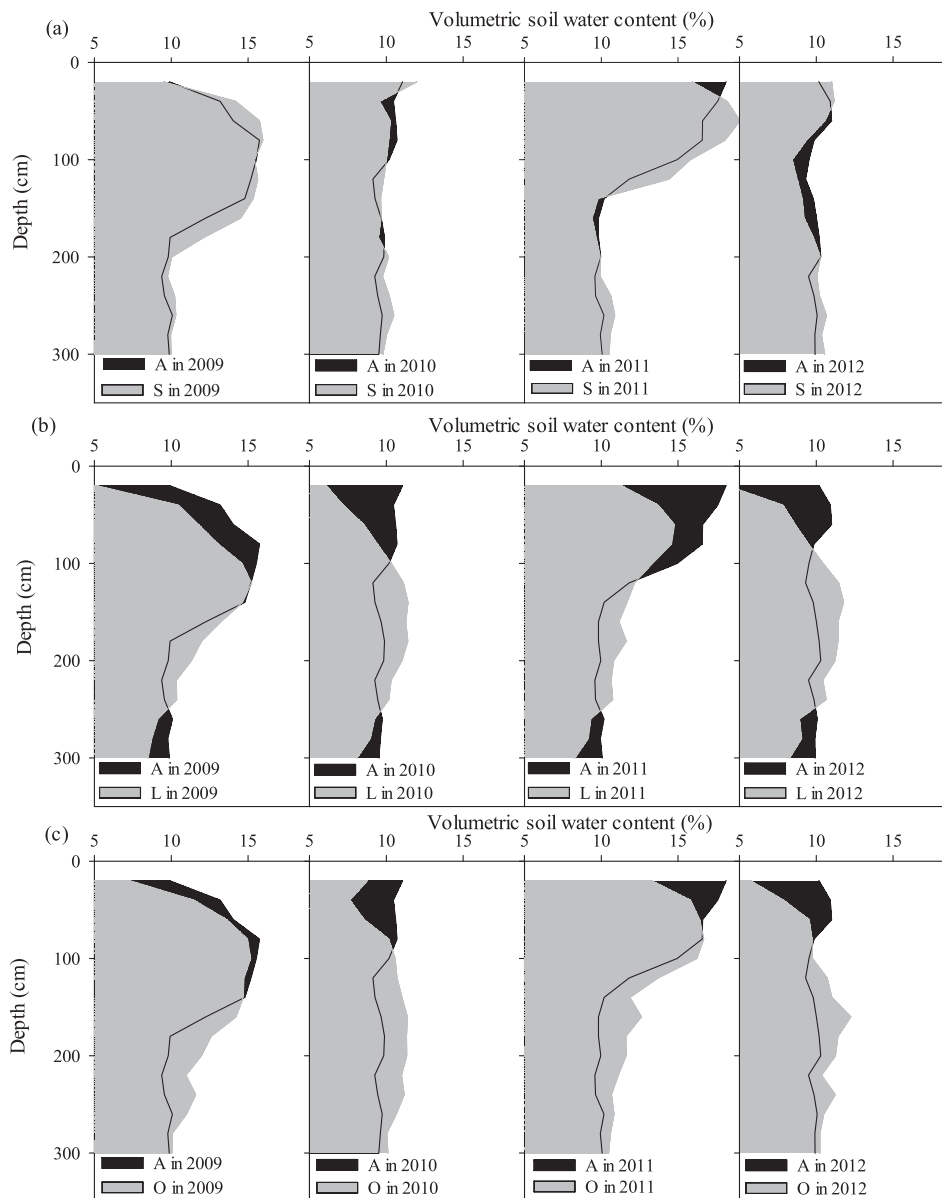 (a)
Volumetric soil water content (%)
5 10 15 5 10 15 5 10 15 5 10 15
0
100
200
300
Depth (cm)
A in 2009 A in 2010 A in 2011 A in 2012
S in 2009 S in 2010 S in 2011 S in 2012
(b)
Volumetric soil water content (%)
5 10 15 5 10 15 5 10 15 5 10 15
0
100
200
300
Depth (cm)
A in 2009 A in 2010 A in 2011 A in 2012
L in 2009 L in 2010 L in 2011 L in 2012
(c)
Volumetric soil water content (%)
5 10 15 5 10 15 5 10 15 5 10 15
0
100
200
300
Depth (cm)
A in 2009 A in 2010 A in 2011 A in 2012
O in 2009 O in 2010 O in 2011 O in 2012